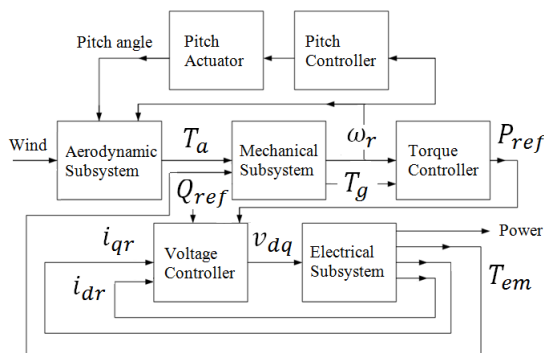 Pitch angle
Pitch
Actuator
Pitch
Controller
Wind
Aerodynamic
Subsystem
T_a
Mechanical
Subsystem
ω_r
T_g
Torque
Controller
P_ref
Q_ref
i_qr
i_dr
Voltage
Controller
v_dq
Electrical
Subsystem
Power
T_em